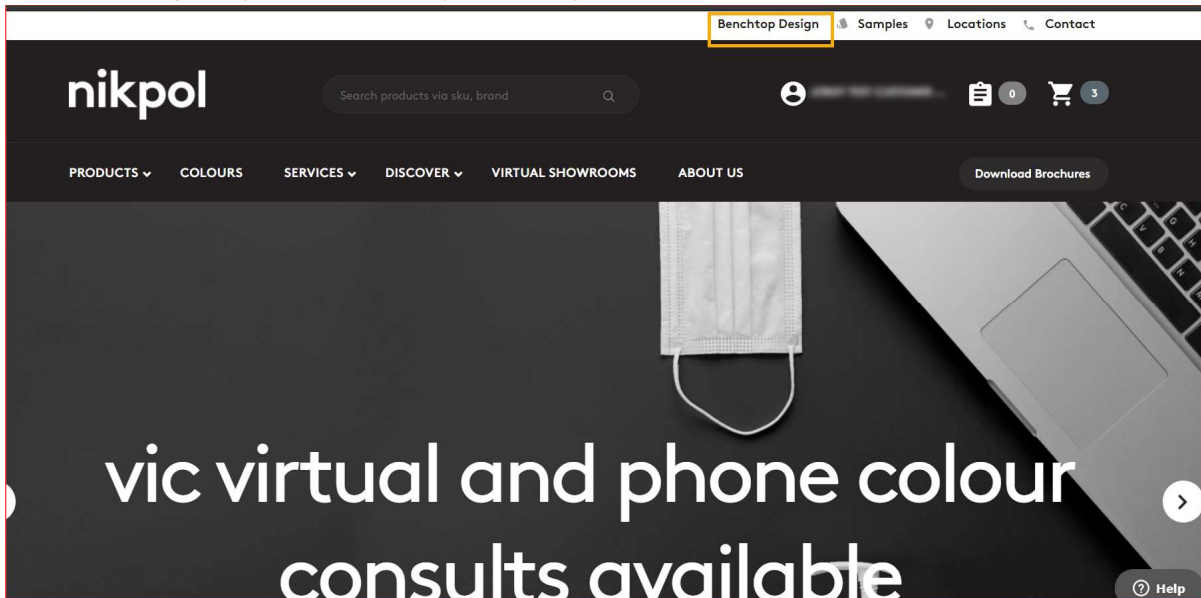 Benchtop Design Samples Locations Contact
nikpol
Search products via sku, brand
0
3
PRODUCTS COLOURS SERVICES DISCOVER VIRTUAL SHOWROOMS ABOUT US Download Brochures
vic virtual and phone colour
consults available
? Help